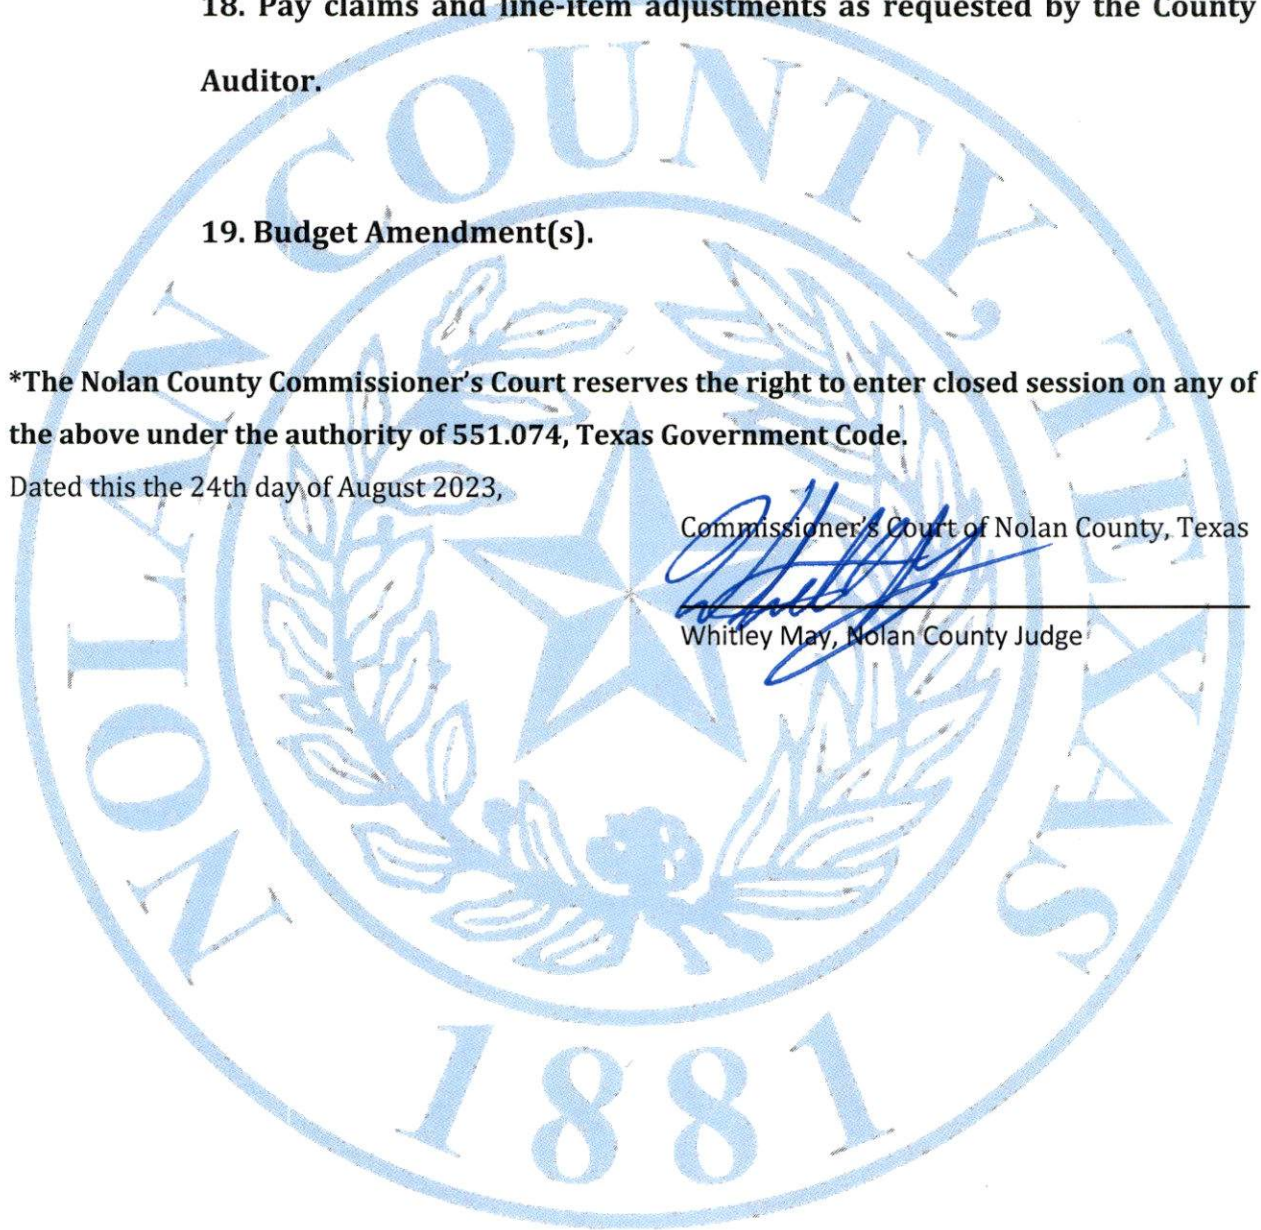 18. Pay claims and line-item adjustments as requested by the County
Auditor.
19. Budget Amendment(s).
*The Nolan County Commissioner’s Court reserves the right to enter closed session on any of
the above under the authority of 551.074, Texas Government Code.
Dated this the 24th day of August 2023,
Commissioner’s Court of Nolan County, Texas
Whitley May, Nolan County Judge
NOLAN COUNTY, TEXAS
1881